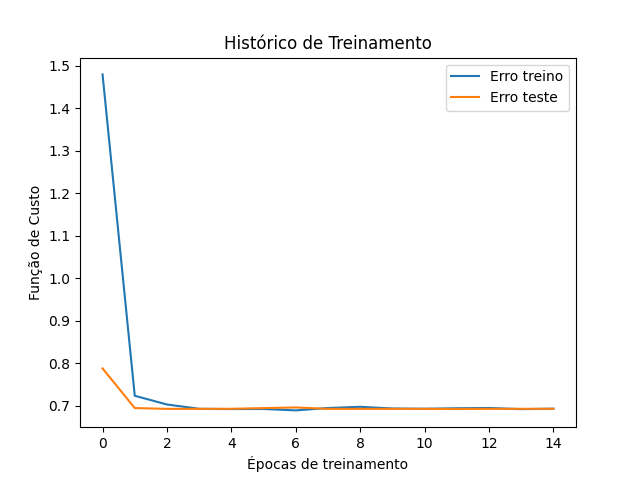 Histórico de Treinamento
Erro treino
Erro teste
1.5
1.4
1.3
1.2
1.1
1.0
0.9
0.8
0.7
Função de Custo
0 2 4 6 8 10 12 14
Épocas de treinamento